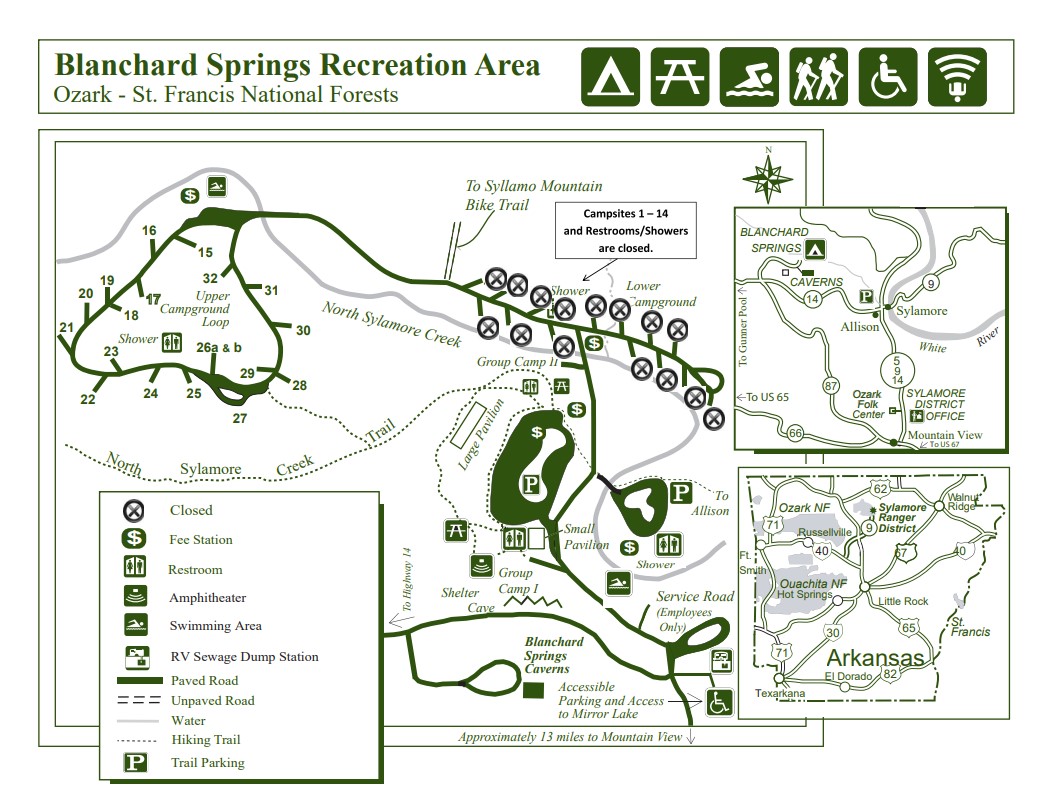 Blanchard Springs Recreation Area
Ozark - St. Francis National Forests
N
To Syllamo Mountain
Bike Trail
Campsites 1 – 14
and Restrooms/Showers
are closed.
$
16
15
32
31
19
17
18
20
Upper
Campground
Loop
21
Shower
30
23
26a & b
29
28
22
24
25
27
North Sylamore Creek
Shower
Lower
Campground
$
Group Camp II
$
Large Pavilion
$
P
North Sylamore Creek Trail
P
To
Allison
Small
Pavilion
$
Shower
Group
Camp I
Shelter
Cave
To Highway 14
Service Road
(Employees
Only)
Blanchard
Springs
Caverns
Accessible
Parking and Access
to Mirror Lake
Approximately 13 miles to Mountain View
Closed
$
Fee Station
Restroom
Amphitheater
Swimming Area
RV Sewage Dump Station
Paved Road
Unpaved Road
Water
Hiking Trail
P
Trail Parking
BLANCHARD
SPRINGS
CAVERNS
14
P
9
Sylamore
Allison
White
River
To Gunner Pool
5
9
14
87
To US 65
Ozark
Folk
Center
SYLAMORE
DISTRICT
OFFICE
66
Mountain View
To US 67
62
Walnut
Ridge
Ozark NF
Sylamore
Ranger
District
71
9
Russellville
Ft.
Smith
40
67
40
Ouachita NF
Hot Springs
Little Rock
30
65
St.
Francis
71
Arkansas
El Dorado
82
Texarkana